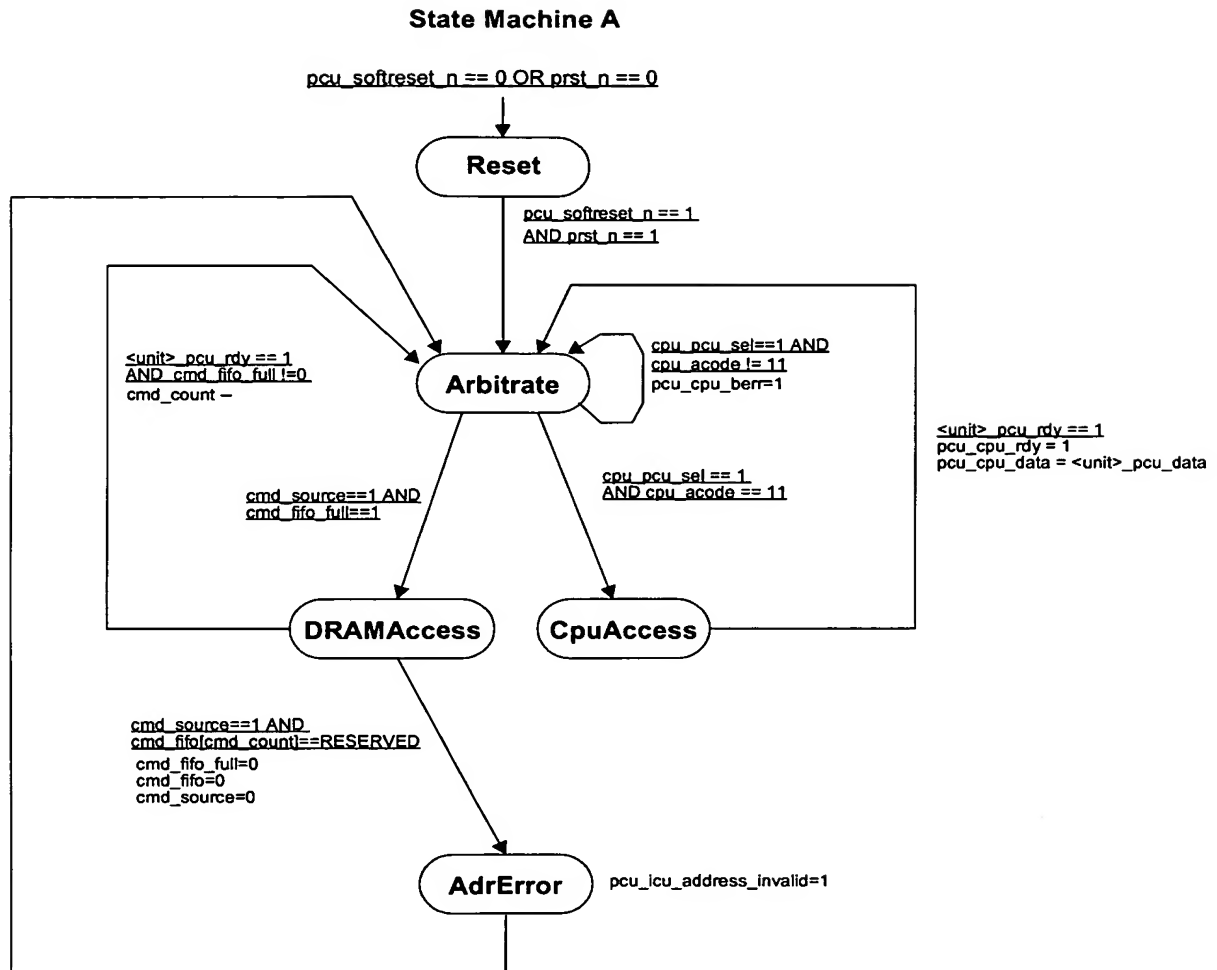 State Machine A
pcu_softreset_n == 0 OR prst_n == 0
Reset
pcu_softreset_n == 1
AND prst_n == 1
<unit>_pcu_rdy == 1
AND cmd_fifo_full !=0
cmd_count –
Arbitrate
cpu_pcu_sel==1 AND
cpu_acode != 11
pcu_cpu_berr=1
<unit>_pcu_rdy == 1
pcu_cpu_rdy = 1
pcu_cpu_data = <unit>_pcu_data
cmd_source==1 AND
cmd_fifo_full==1
cpu_pcu_sel == 1
AND cpu_acode == 11
DRAMAccess
CpuAccess
cmd_source==1 AND
cmd_fifo[cmd_count]==RESERVED
cmd_fifo_full=0
cmd_fifo=0
cmd_source=0
AdrError
pcu_icu_address_invalid=1